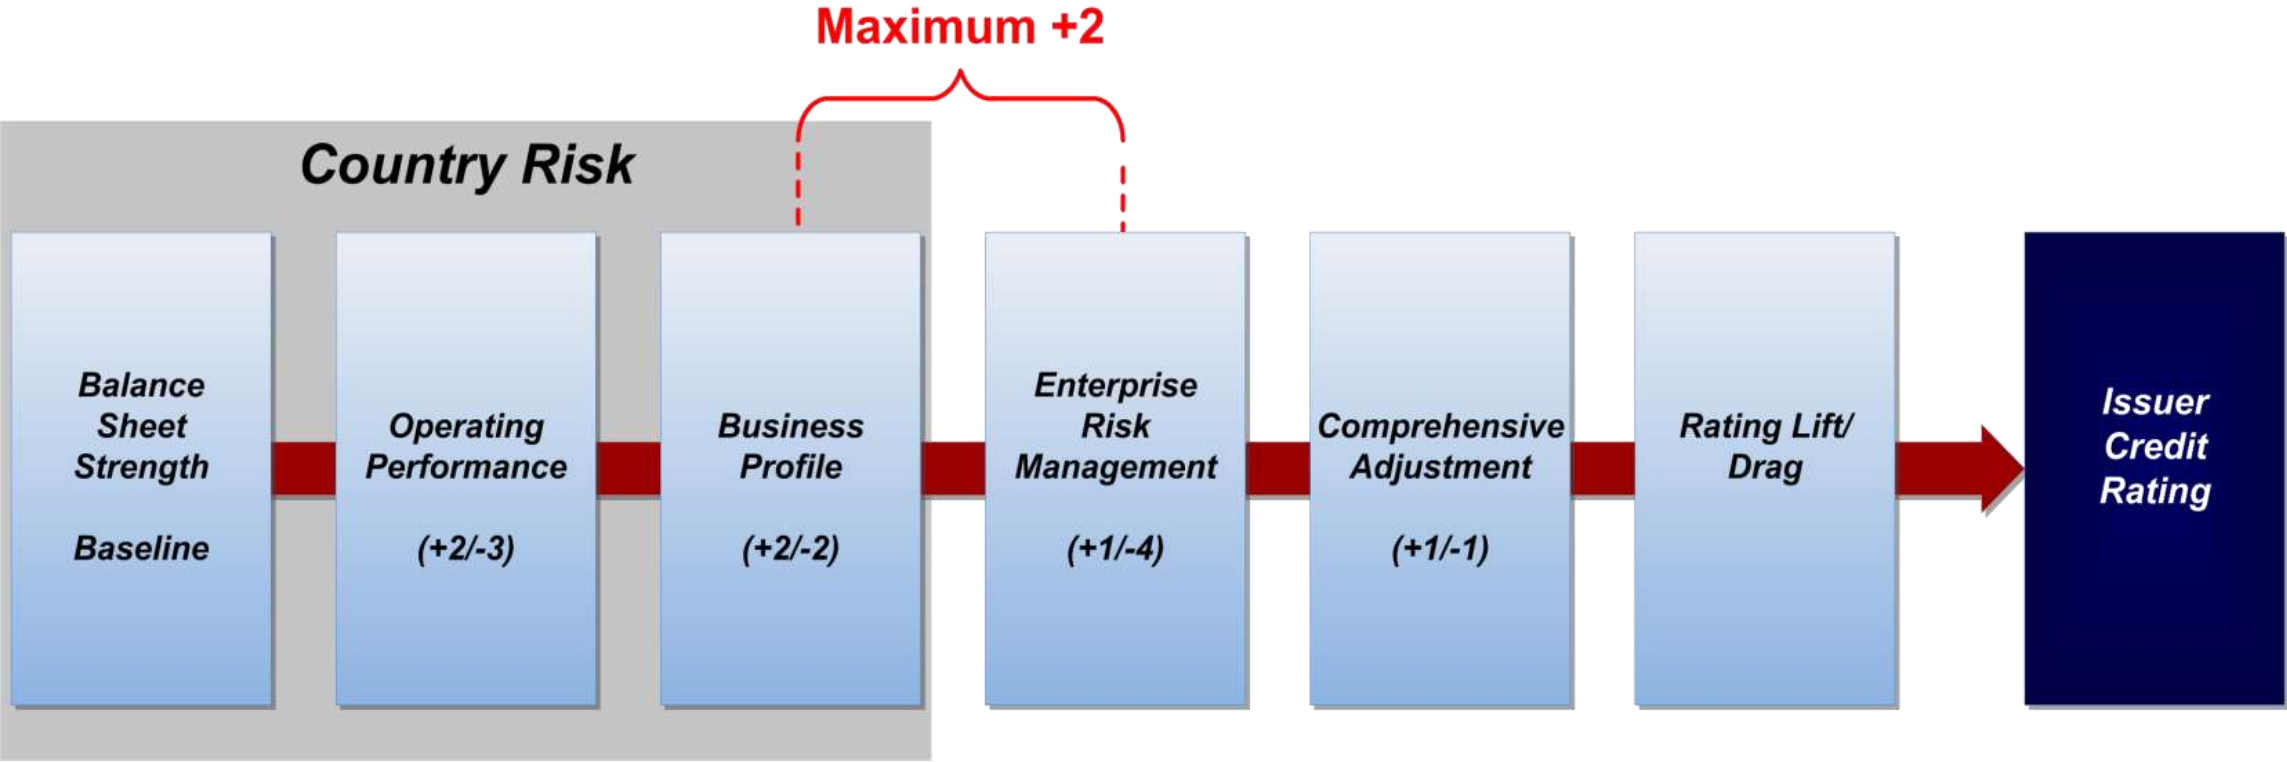 Maximum +2
Country Risk
Balance
Sheet
Strength
Baseline
Operating
Performance
(+2/-3)
Business
Profile
(+2/-2)
Enterprise
Risk
Management
(+1/-4)
Comprehensive
Adjustment
(+1/-1)
Rating Lift/
Drag
Issuer
Credit
Rating